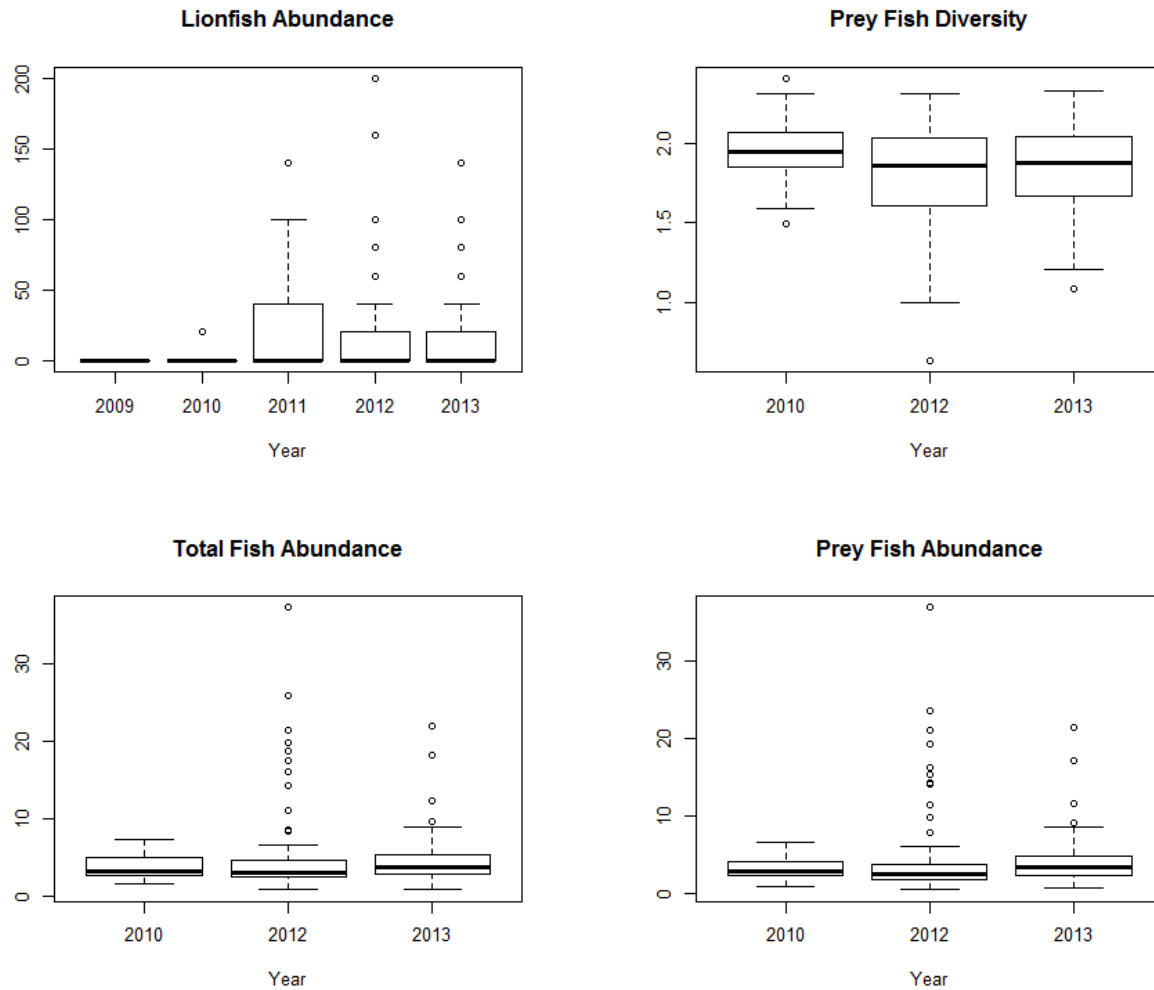 Lionfish Abundance
200
150
100
50
0
2009 2010 2011 2012 2013
Year
Prey Fish Diversity
2.0
1.5
1.0
2010 2012 2013
Year
Total Fish Abundance
30
20
10
0
2010 2012 2013
Year
Prey Fish Abundance
30
20
10
0
2010 2012 2013
Year